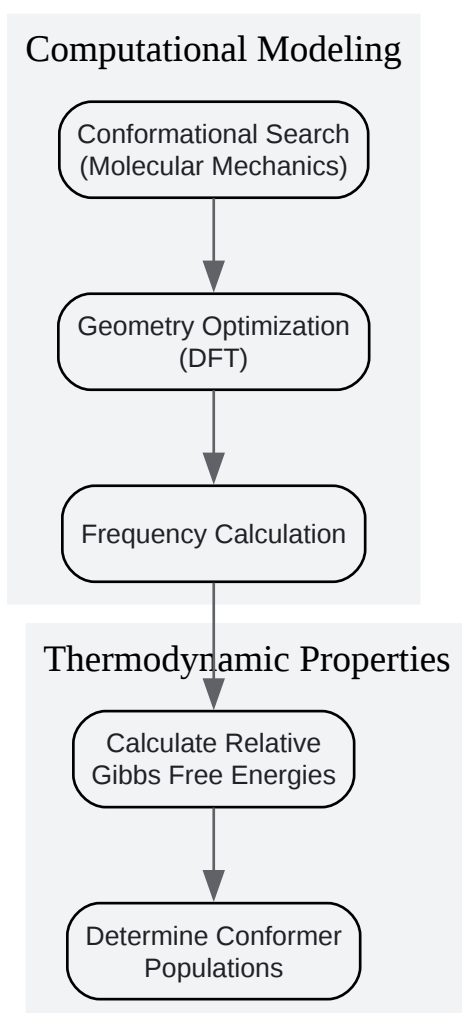 Computational Modeling
Conformational Search
(Molecular Mechanics)
Geometry Optimization
(DFT)
Frequency Calculation
Thermodynamic Properties
Calculate Relative
Gibbs Free Energies
Determine Conformer
Populations